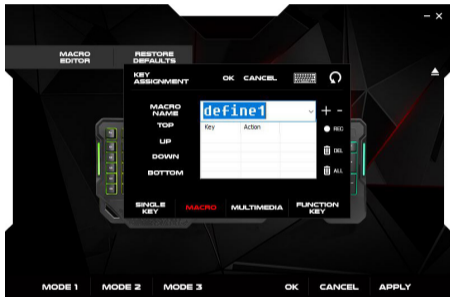 MACRO EDITOR
RESTORE DEFAULTS
KEY ASSIGNMENT
OK CANCEL
MACRO NAME
define1
TOP
Key Action
REC
UP
DEL
DOWN
ALL
BOTTOM
SINGLE KEY
MACRO
MULTIMEDIA
FUNCTION KEY
MODE 1 MODE 2 MODE 3 OK CANCEL APPLY